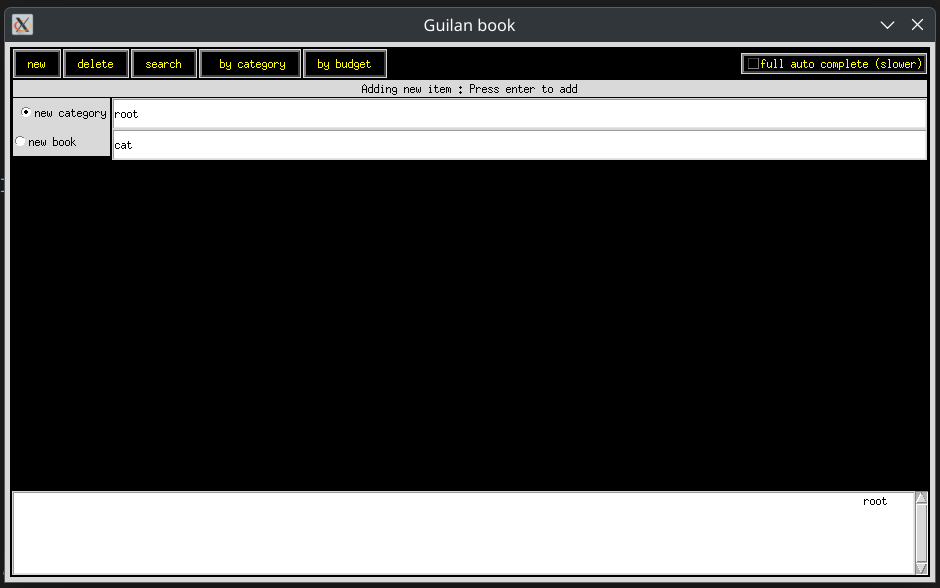 Guilan book
new delete search by category by budget full auto complete (slower)
Adding new item : Press enter to add
new category root
new book cat
root